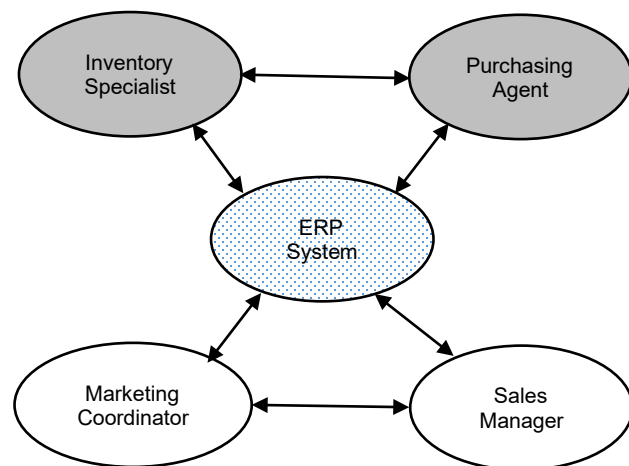 Inventory
Specialist
Purchasing
Agent
ERP
System
Marketing
Coordinator
Sales
Manager